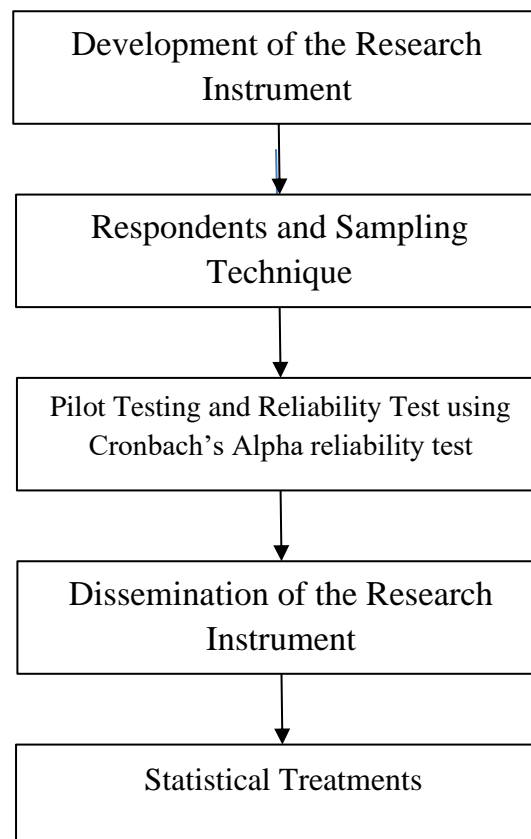 Development of the Research
Instrument
Respondents and Sampling
Technique
Pilot Testing and Reliability Test using
Cronbach’s Alpha reliability test
Dissemination of the Research
Instrument
Statistical Treatments